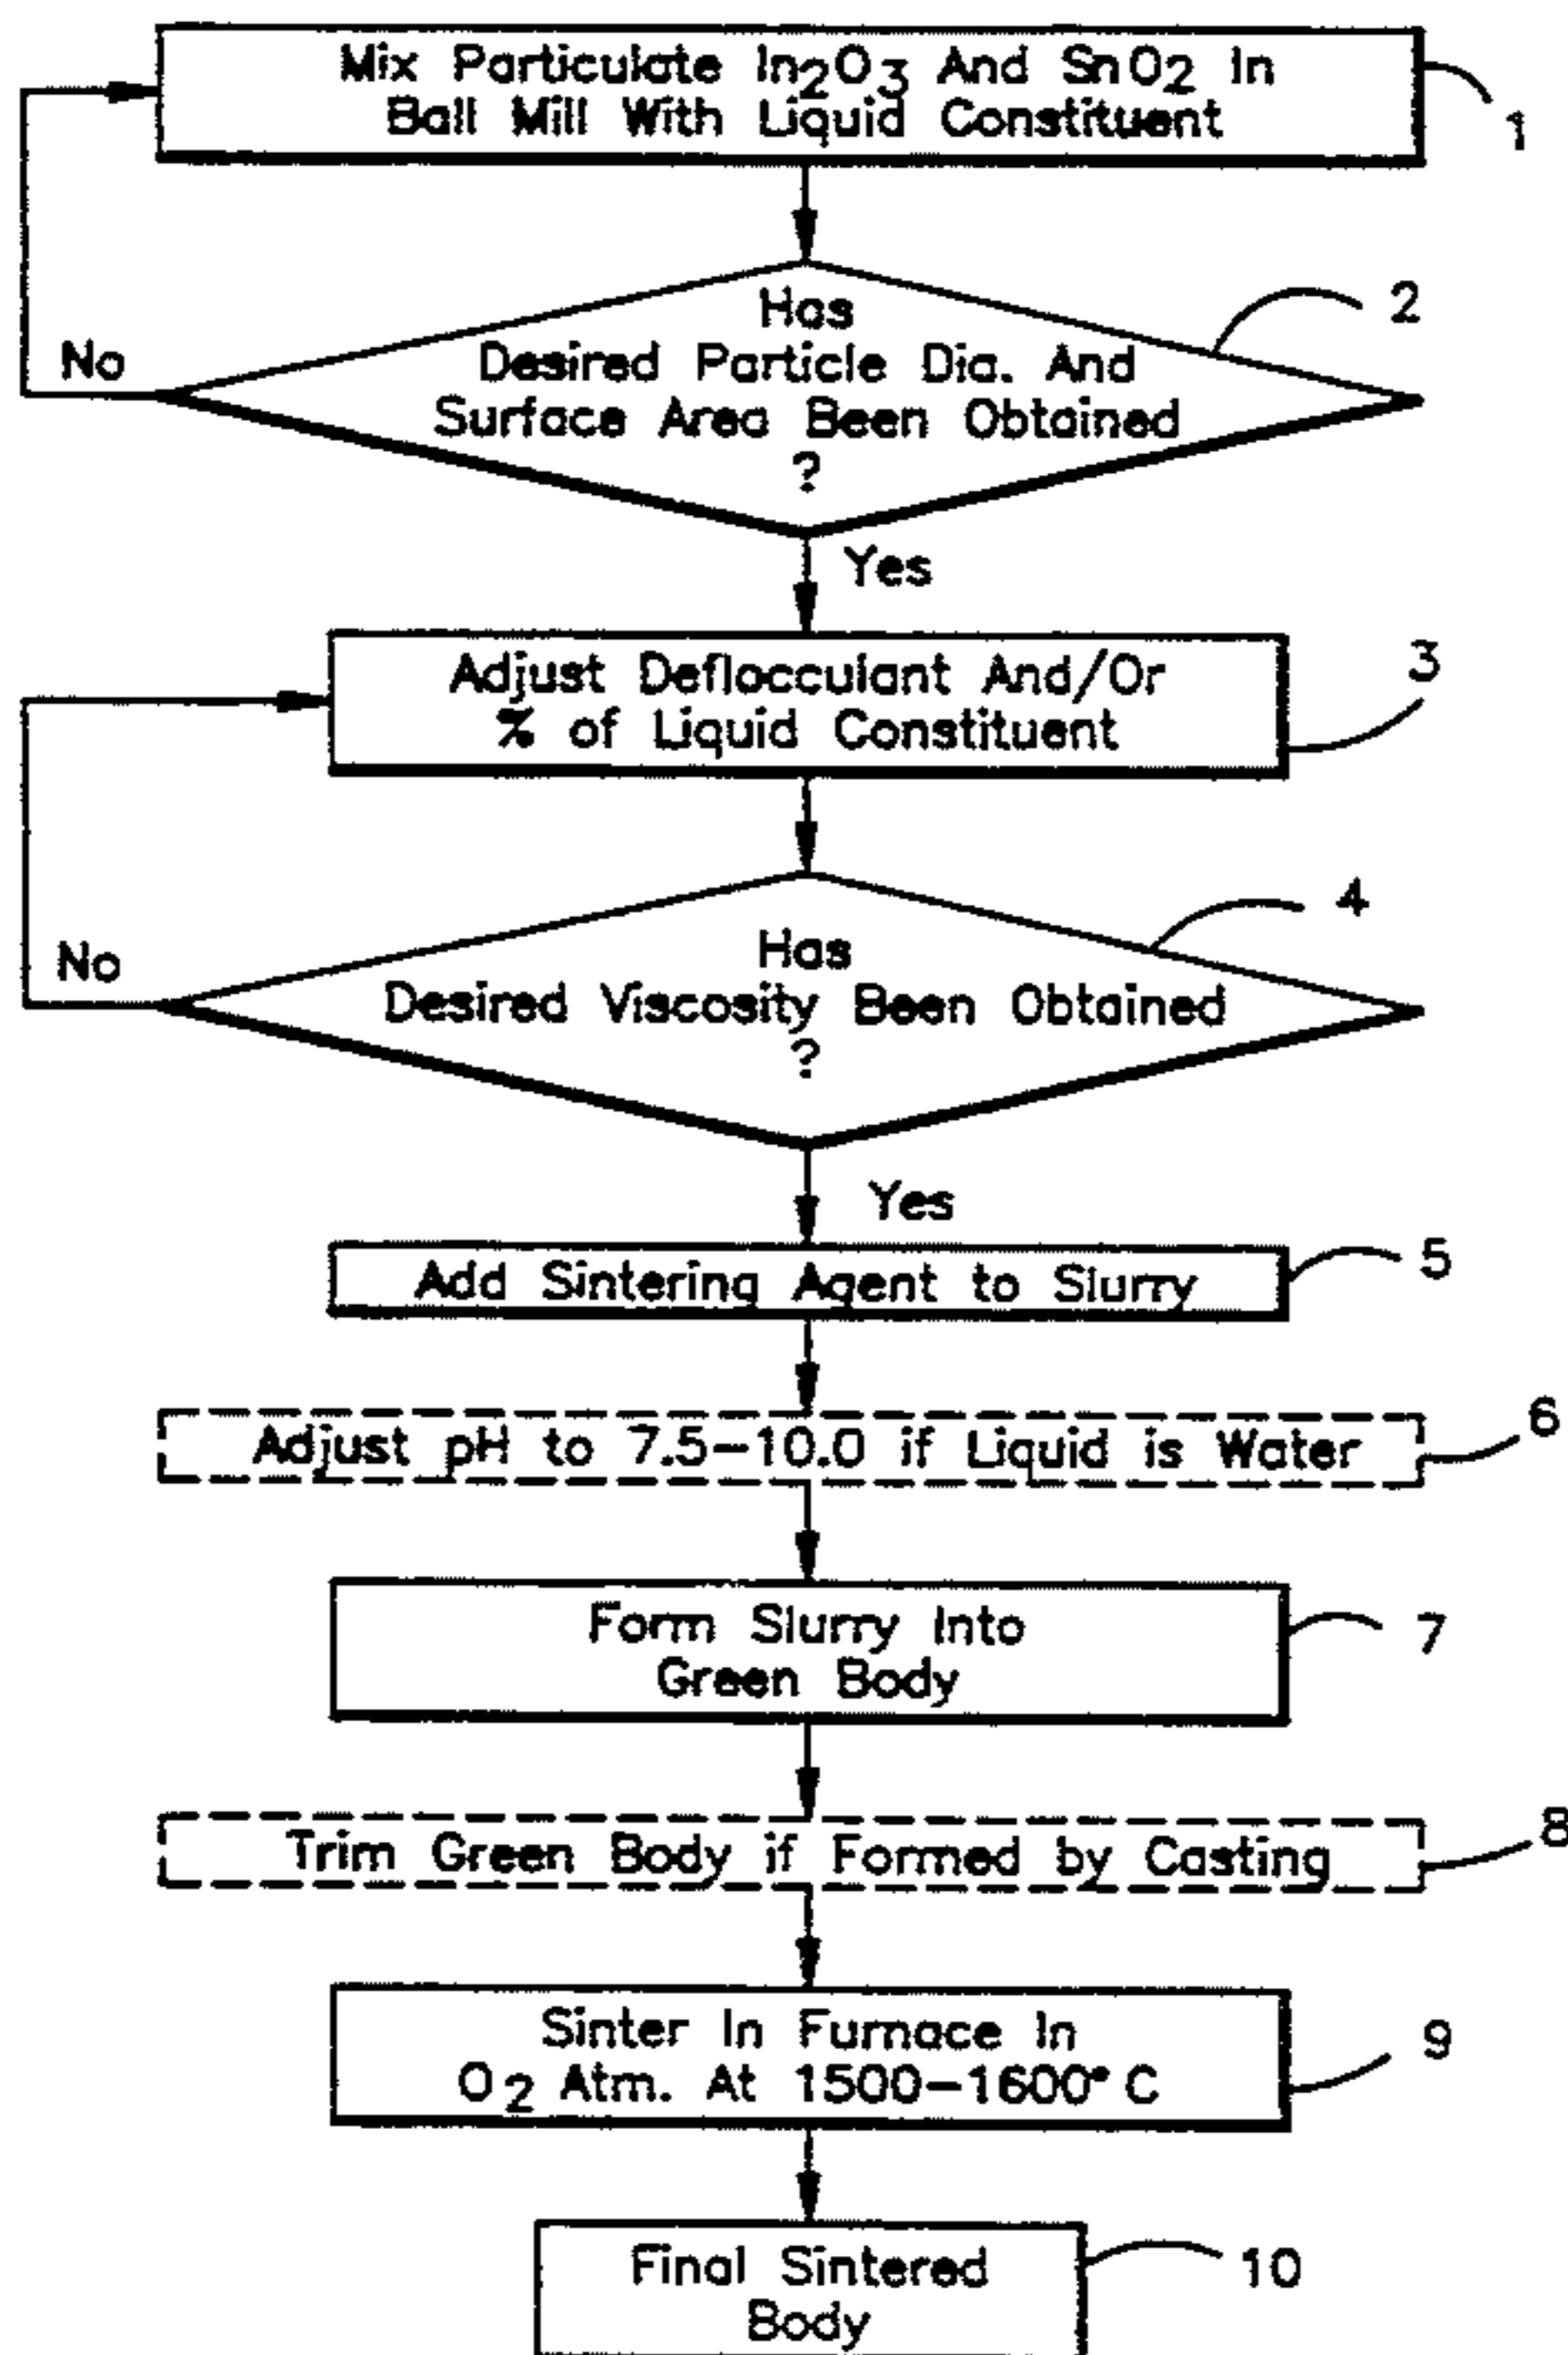 Mix Particulate In2O3 And SnO2 In
Ball Mill With Liquid Constituent
1
Has
Desired Particle Dia. And
Surface Area Been Obtained
?
2
No
Yes
Adjust Deflocculant And/Or
% of Liquid Constituent
3
Has
Desired Viscosity Been Obtained
?
4
No
Yes
Add Sintering Agent to Slurry
5
Adjust pH to 7.5-10.0 if Liquid is Water
6
Form Slurry Into
Green Body
7
Trim Green Body if Formed by Casting
8
Sinter In Furnace In
O2 Atm. At 1500-1600°C
9
Final Sintered
Body
10